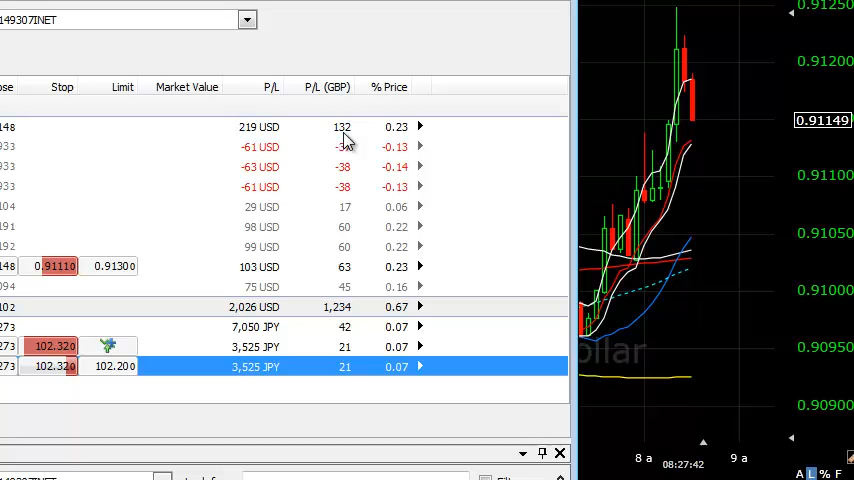 149307INET
ose Stop Limit Market Value P/L P/L (GBP) % Price
148 219 USD 132 0.23
933 -61 USD -0.13
933 -63 USD -38 -0.14
933 -61 USD -38 -0.13
104 29 USD 17 0.06
191 98 USD 60 0.22
192 99 USD 60 0.22
148 0.91110 0.91300 103 USD 63 0.23
094 75 USD 45 0.16
102 2,026 USD 1,234 0.67
273 7,050 JPY 42 0.07
273 102.320 3,525 JPY 21 0.07
273 102.320 102.200 3,525 JPY 21 0.07
149307INET
0.91250
0.91200
0.91149
0.91100
0.91050
0.91000
0.90950
0.90900
ollar
8 a 08:27:42 9 a
A L % F